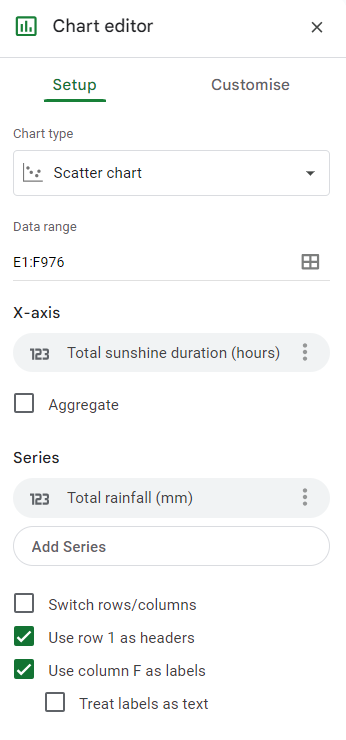 Chart editor
Setup Customise
Chart type
Scatter chart
Data range
E1:F976
X-axis
123 Total sunshine duration (hours)
Aggregate
Series
123 Total rainfall (mm)
Add Series
Switch rows/columns
Use row 1 as headers
Use column F as labels
Treat labels as text